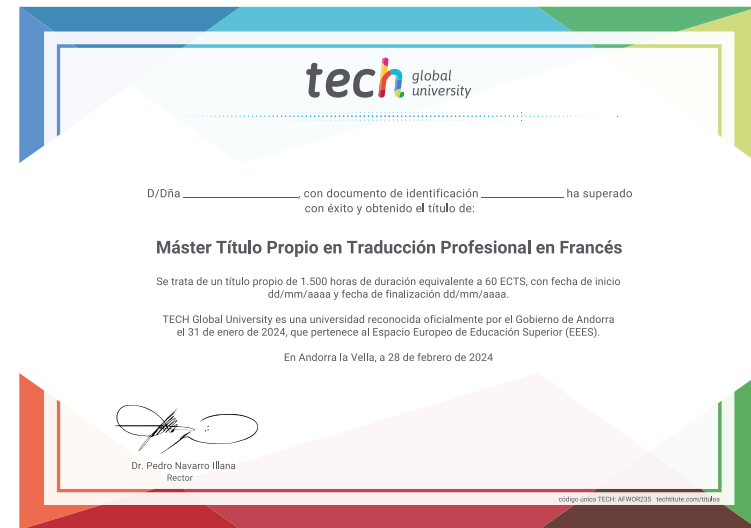 tech global university
D/Dña ____________________, con documento de identificación ______________ ha superado
con éxito y obtenido el título de:
Máster Título Propio en Traducción Profesional en Francés
Se trata de un título propio de 1.500 horas de duración equivalente a 60 ECTS, con fecha de inicio
dd/mm/aaaa y fecha de finalización dd/mm/aaaa.
TECH Global University es una universidad reconocida oficialmente por el Gobierno de Andorra
el 31 de enero de 2024, que pertenece al Espacio Europeo de Educación Superior (EEES).
En Andorra la Vella, a 28 de febrero de 2024
Dr. Pedro Navarro Illana
Rector
código único TECH: AFWOR23S techtitute.com/titulos